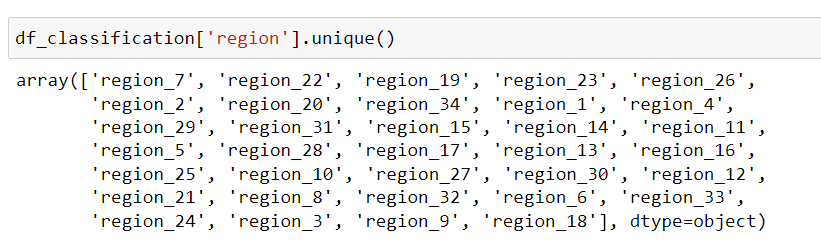 df_classification['region'].unique()
array(['region_7', 'region_22', 'region_19', 'region_23', 'region_26',
'region_2', 'region_20', 'region_34', 'region_1', 'region_4',
'region_29', 'region_31', 'region_15', 'region_14', 'region_11',
'region_5', 'region_28', 'region_17', 'region_13', 'region_16',
'region_25', 'region_10', 'region_27', 'region_30', 'region_12',
'region_21', 'region_8', 'region_32', 'region_6', 'region_33',
'region_24', 'region_3', 'region_9', 'region_18'], dtype=object)